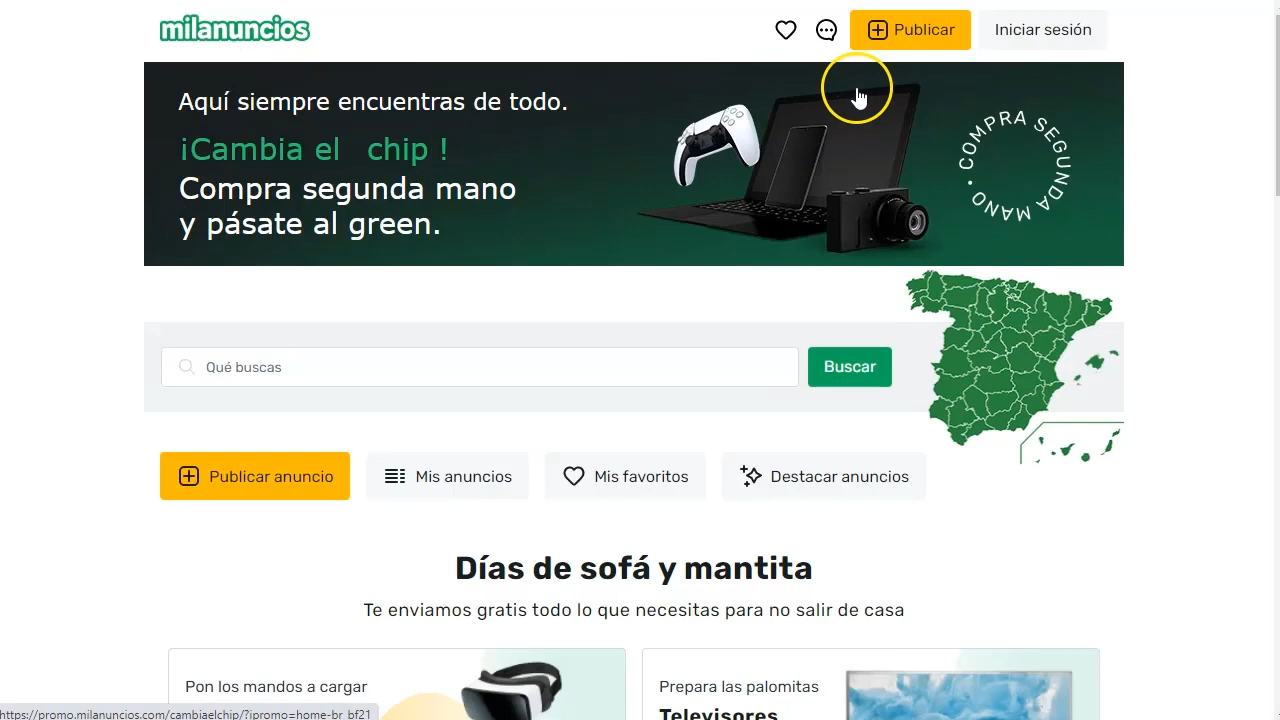 milanuncios
Publicar
Iniciar sesión
Aquí siempre encuentras de todo.
¡Cambia el chip !
Compra segunda mano
y pásate al green.
COMPRA SEGUNDA MANO •
Qué buscas
Buscar
Publicar anuncio
Mis anuncios
Mis favoritos
Destacar anuncios
Días de sofá y mantita
Te enviamos gratis todo lo que necesitas para no salir de casa
Pon los mandos a cargar
Prepara las palomitas
Televisores
https://promo.milanuncios.com/cambiaelchip/?ipromo=home-br_bf21